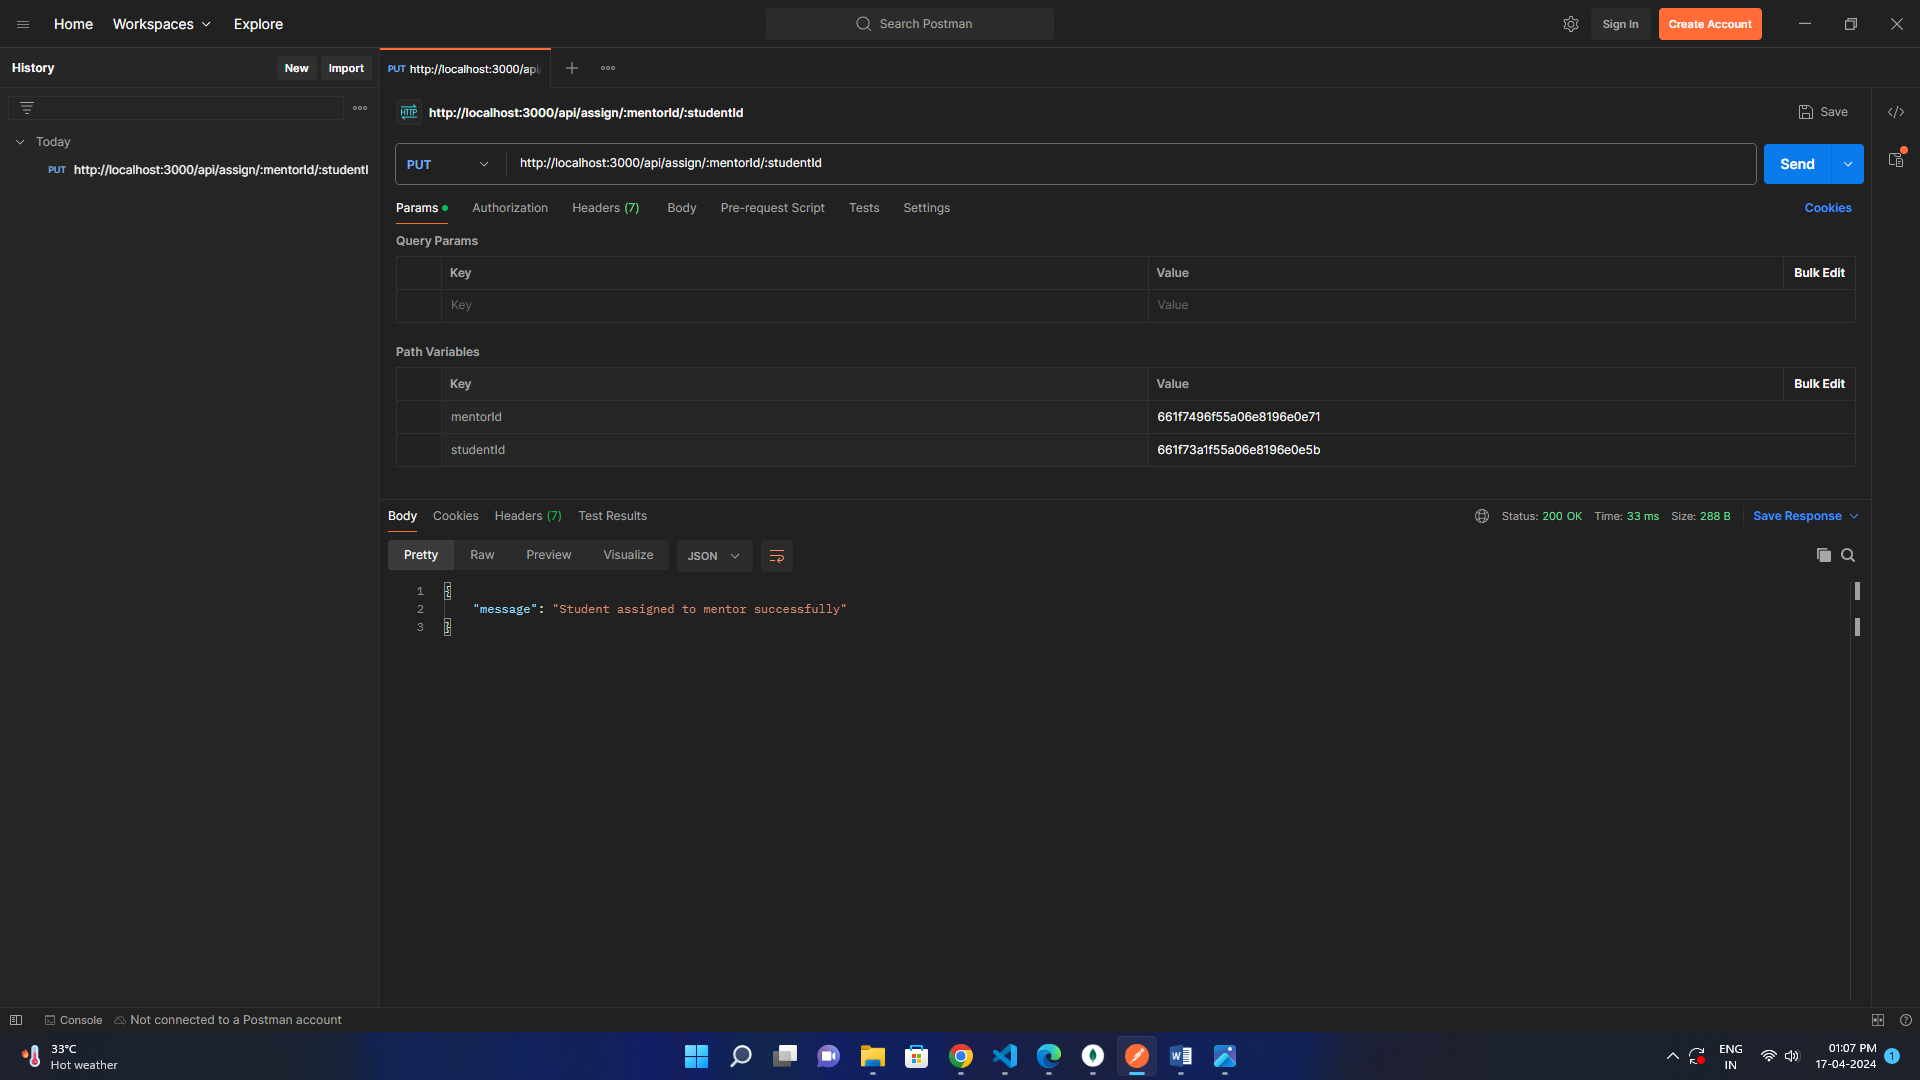 Home Workspaces Explore Search Postman Sign In Create Account
History New Import PUT http://localhost:3000/api
HTTP http://localhost:3000/api/assign/:mentorId/:studentId Save
Today
PUT http://localhost:3000/api/assign/:mentorId/:studentI
PUT http://localhost:3000/api/assign/:mentorId/:studentId Send
Params Authorization Headers (7) Body Pre-request Script Tests Settings Cookies
Query Params
Key Value Bulk Edit
Key Value
Path Variables
Key Value Bulk Edit
mentorId 661f7496f55a06e8196e0e71
studentId 661f73a1f55a06e8196e0e5b
Body Cookies Headers (7) Test Results Status: 200 OK Time: 33 ms Size: 288 B Save Response
Pretty Raw Preview Visualize JSON
1 {
2 "message": "Student assigned to mentor successfully"
3 }
Console Not connected to a Postman account
33°C
Hot weather
ENG
IN
01:07 PM
17-04-2024
1